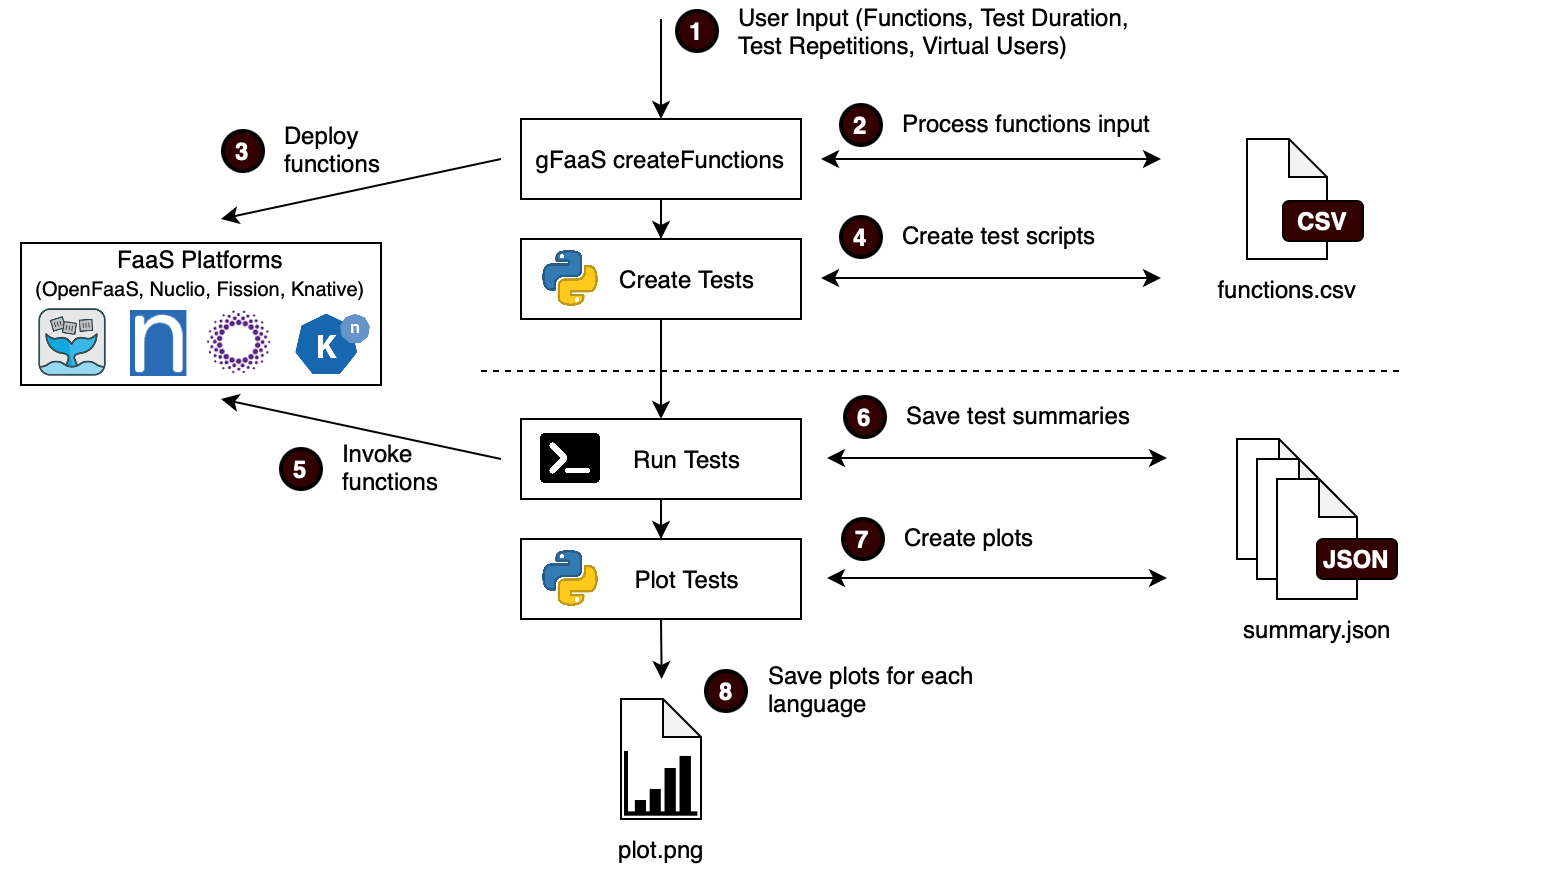 1
User Input (Functions, Test Duration,
Test Repetitions, Virtual Users)
2
Process functions input
3
Deploy
functions
gFaaS createFunctions
CSV
functions.csv
4
Create test scripts
Create Tests
FaaS Platforms
(OpenFaaS, Nuclio, Fission, Knative)
n
K
n
5
Invoke
functions
6
Save test summaries
>_
Run Tests
7
Create plots
Plot Tests
JSON
summary.json
8
Save plots for each
language
plot.png